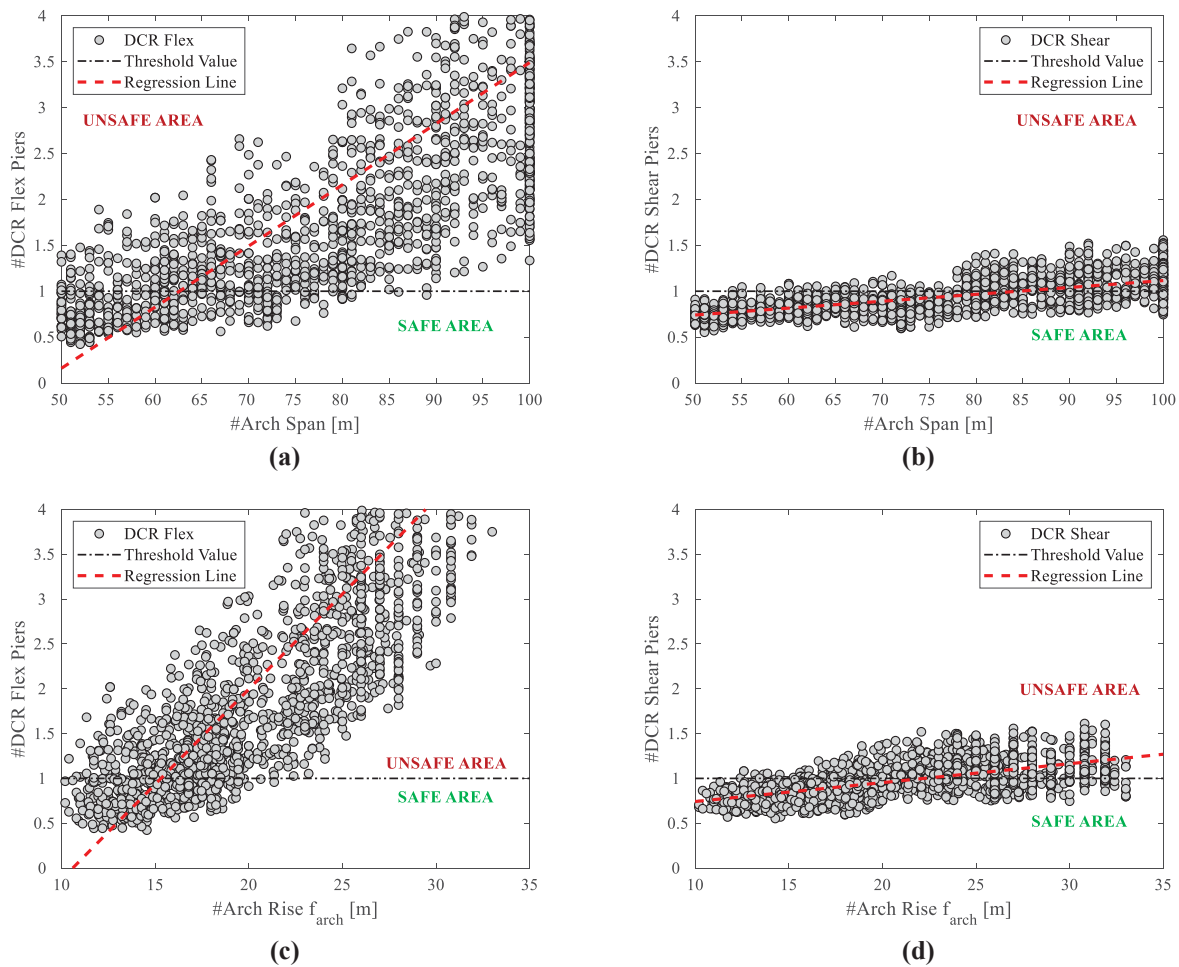 4
3.5
3
2.5
2
1.5
1
0.5
0
#DCR Flex Piers
DCR Flex
Threshold Value
Regression Line
UNSAFE AREA
SAFE AREA
50 55 60 65 70 75 80 85 90 95 100
#Arch Span [m]
(a)
4
3.5
3
2.5
2
1.5
1
0.5
0
#DCR Shear Piers
DCR Shear
Threshold Value
Regression Line
UNSAFE AREA
SAFE AREA
50 55 60 65 70 75 80 85 90 95 100
#Arch Span [m]
(b)
4
3.5
3
2.5
2
1.5
1
0.5
0
#DCR Flex Piers
DCR Flex
Threshold Value
Regression Line
UNSAFE AREA
SAFE AREA
10 15 20 25 30 35
#Arch Rise f_arch [m]
(c)
4
3.5
3
2.5
2
1.5
1
0.5
0
#DCR Shear Piers
DCR Shear
Threshold Value
Regression Line
UNSAFE AREA
SAFE AREA
10 15 20 25 30 35
#Arch Rise f_arch [m]
(d)